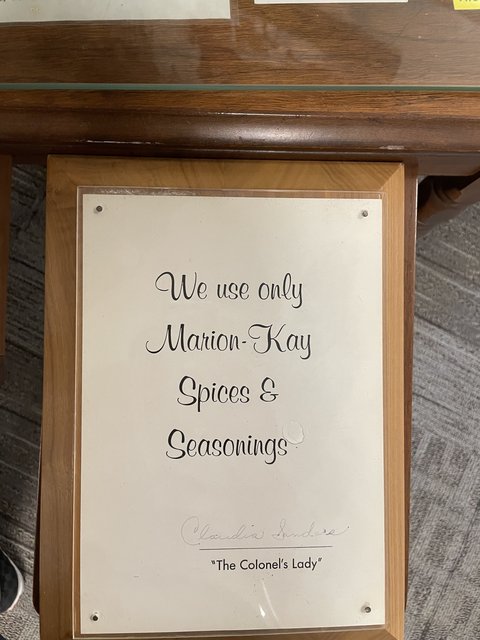 We use only
Marion-Kay
Spices &
Seasonings
Claudia Sanders
"The Colonel's Lady"